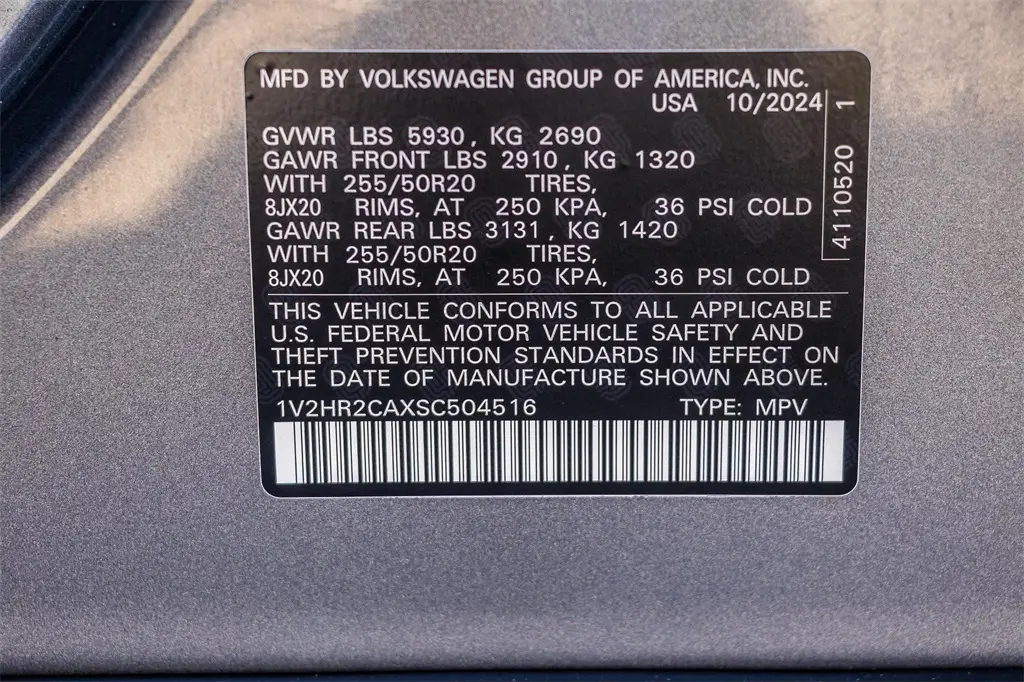 MFD BY VOLKSWAGEN GROUP OF AMERICA, INC.
USA 10/2024
GVWR LBS 5930, KG 2690
GAWR FRONT LBS 2910, KG 1320
WITH 255/50R20 TIRES,
8JX20 RIMS, AT 250 KPA, 36 PSI COLD
GAWR REAR LBS 3131, KG 1420
WITH 255/50R20 TIRES,
8JX20 RIMS, AT 250 KPA, 36 PSI COLD
4110520 1
THIS VEHICLE CONFORMS TO ALL APPLICABLE
U.S. FEDERAL MOTOR VEHICLE SAFETY AND
THEFT PREVENTION STANDARDS IN EFFECT ON
THE DATE OF MANUFACTURE SHOWN ABOVE.
1V2HR2CAXSC504516 TYPE: MPV